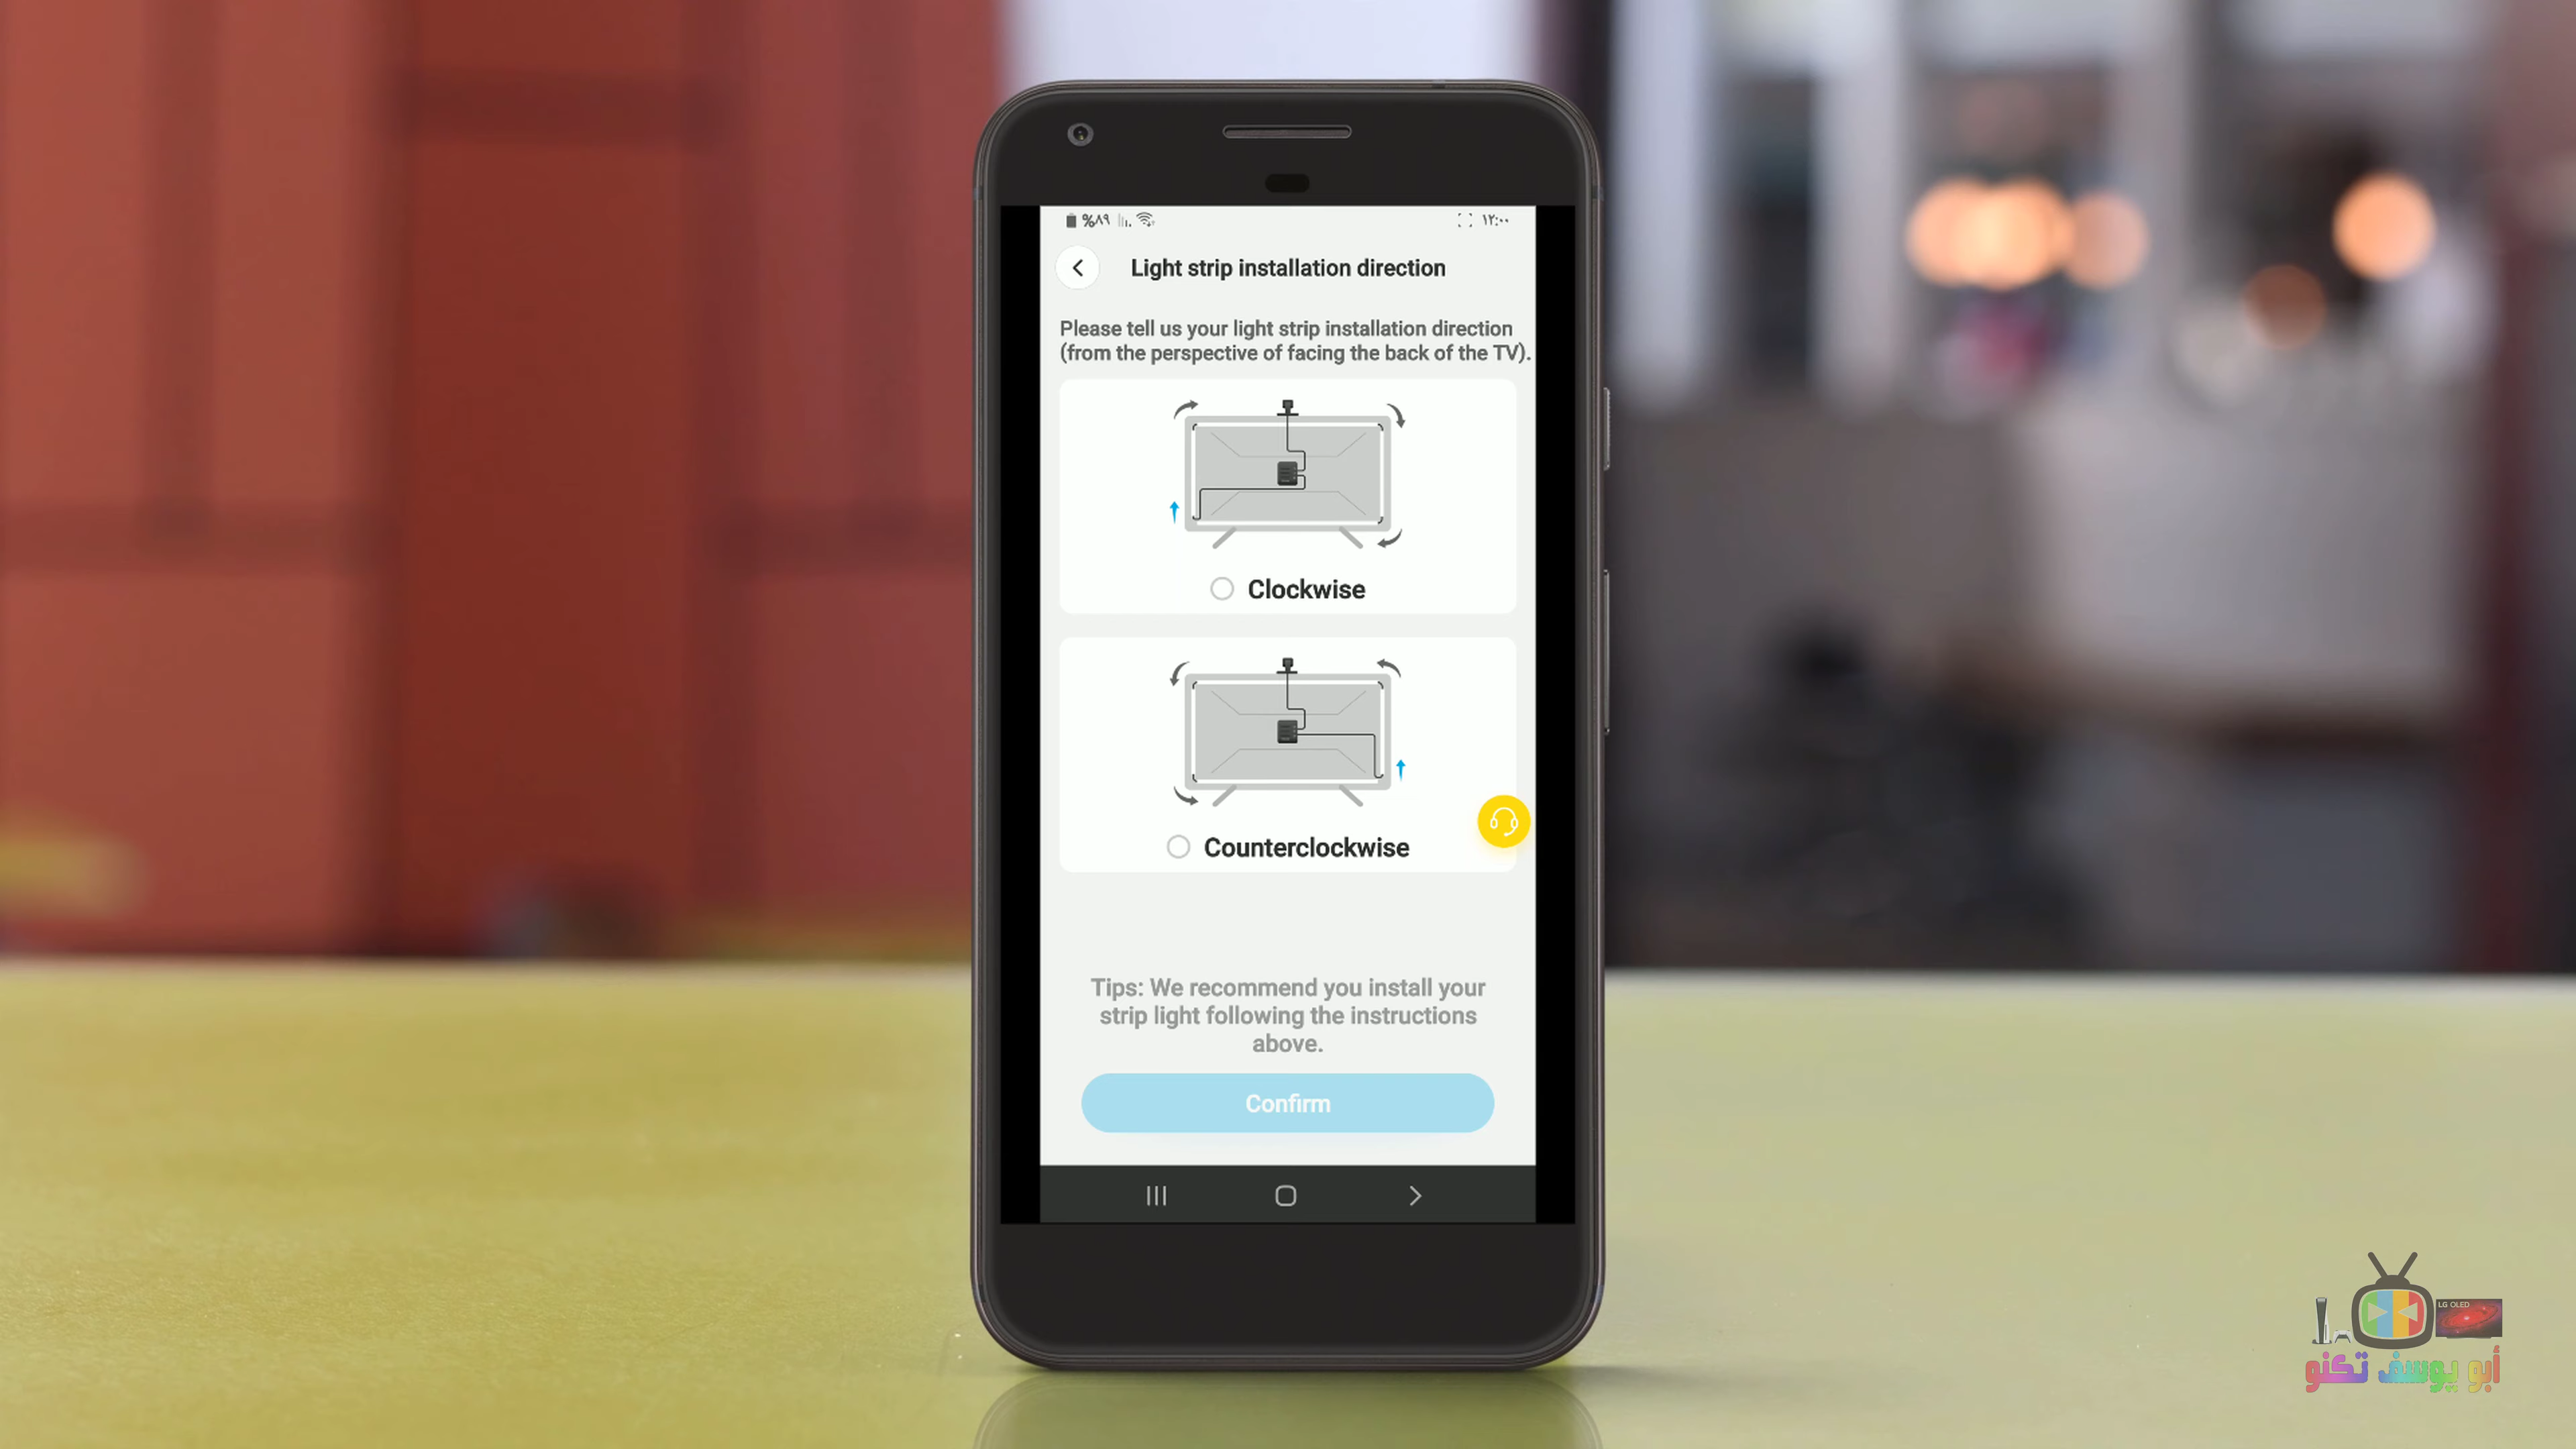 %٨٩
١٢:٠٠
Light strip installation direction
Please tell us your light strip installation direction
(from the perspective of facing the back of the TV).
Clockwise
Counterclockwise
Tips: We recommend you install your
strip light following the instructions
above.
Confirm
LG OLED
أبو يوسف تكنو